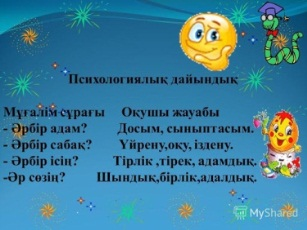 Психологиялық дайындық
Мұғалім сұрағы Оқушы жауабы
- Әрбір адам? Досым, сыныптасым.
- Әрбір сабақ? Үйрену,оқу, іздену.
- Әрбір ісің? Тірлік ,тірек, адамдық.
-Әр сөзің? Шындық,бірлік,адалдық.
MyShared